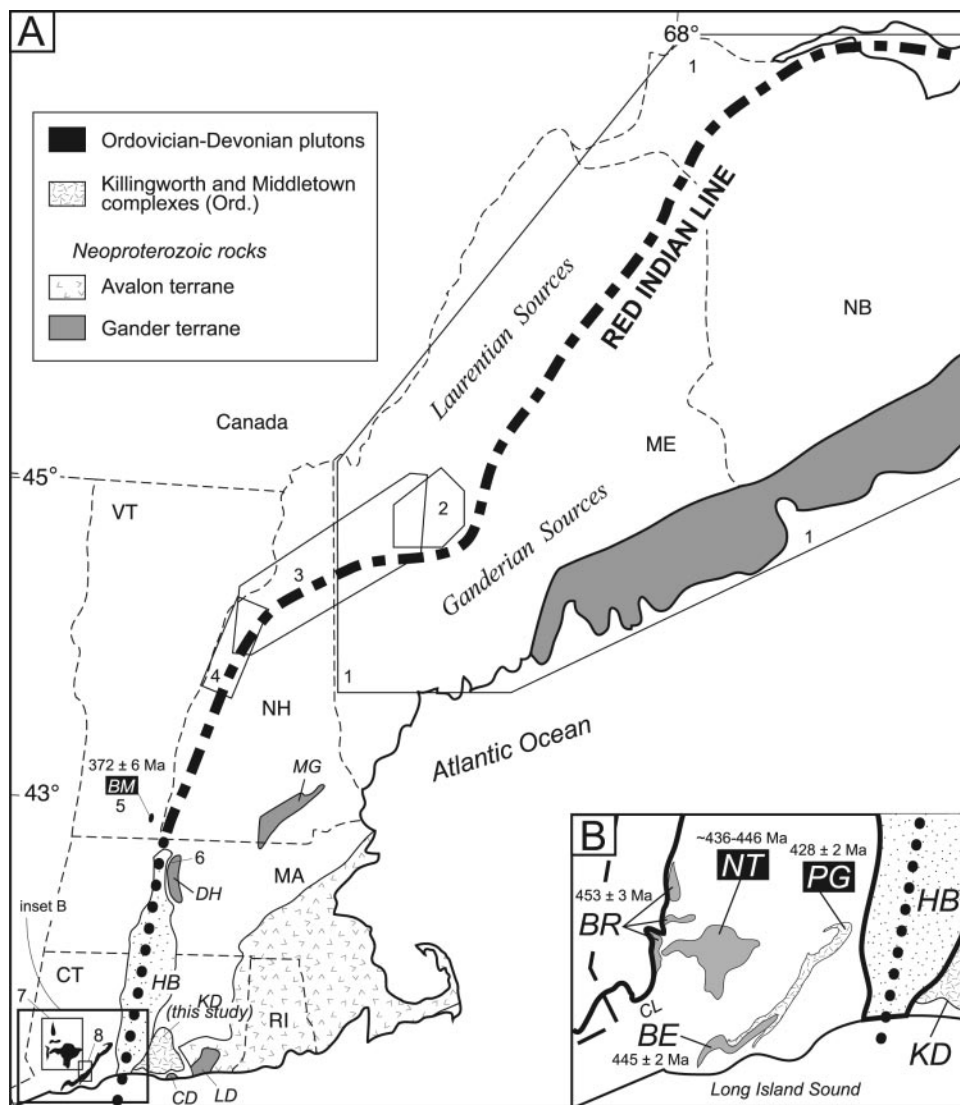 A
68°
1
Ordovician-Devonian plutons
Killingworth and Middletown
complexes (Ord.)
Neoproterozoic rocks
Avalon terrane
Gander terrane
RED INDIAN LINE
Laurentian Sources
NB
Canada
ME
45°
VT
2
Ganderian Sources
1
3
4
1
NH
Atlantic Ocean
372 ± 6 Ma
BM
5
MG
43°
6
MA
DH
inset B
CT
HB
KD
(this study)
RI
7
8
CD
LD
B
~436-446 Ma
NT
428 ± 2 Ma
PG
453 ± 3 Ma
BR
HB
CL
BE
445 ± 2 Ma
KD
Long Island Sound